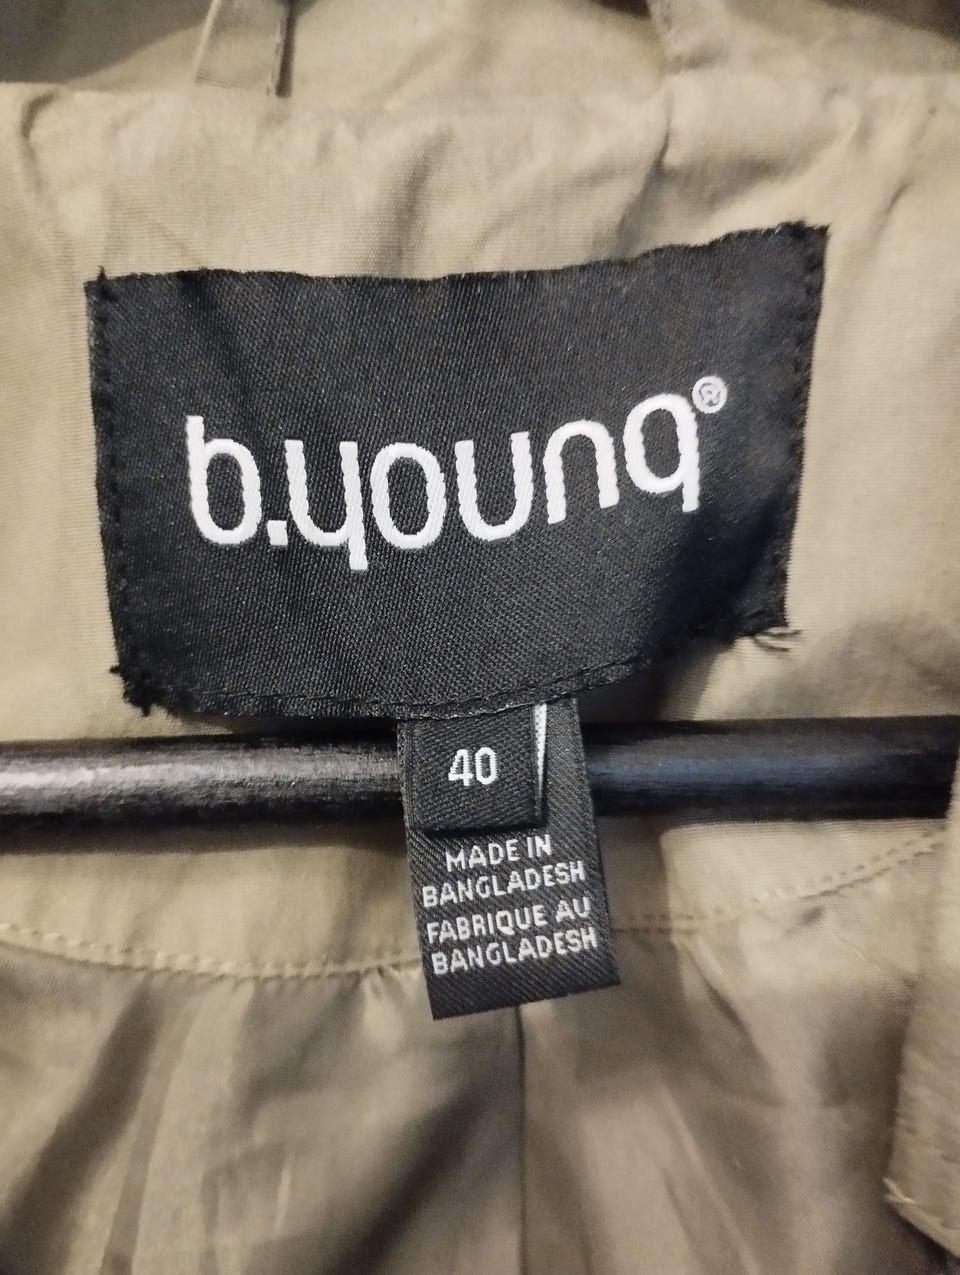 b.young®
40
MADE IN
BANGLADESH
FABRIQUE AU
BANGLADESH